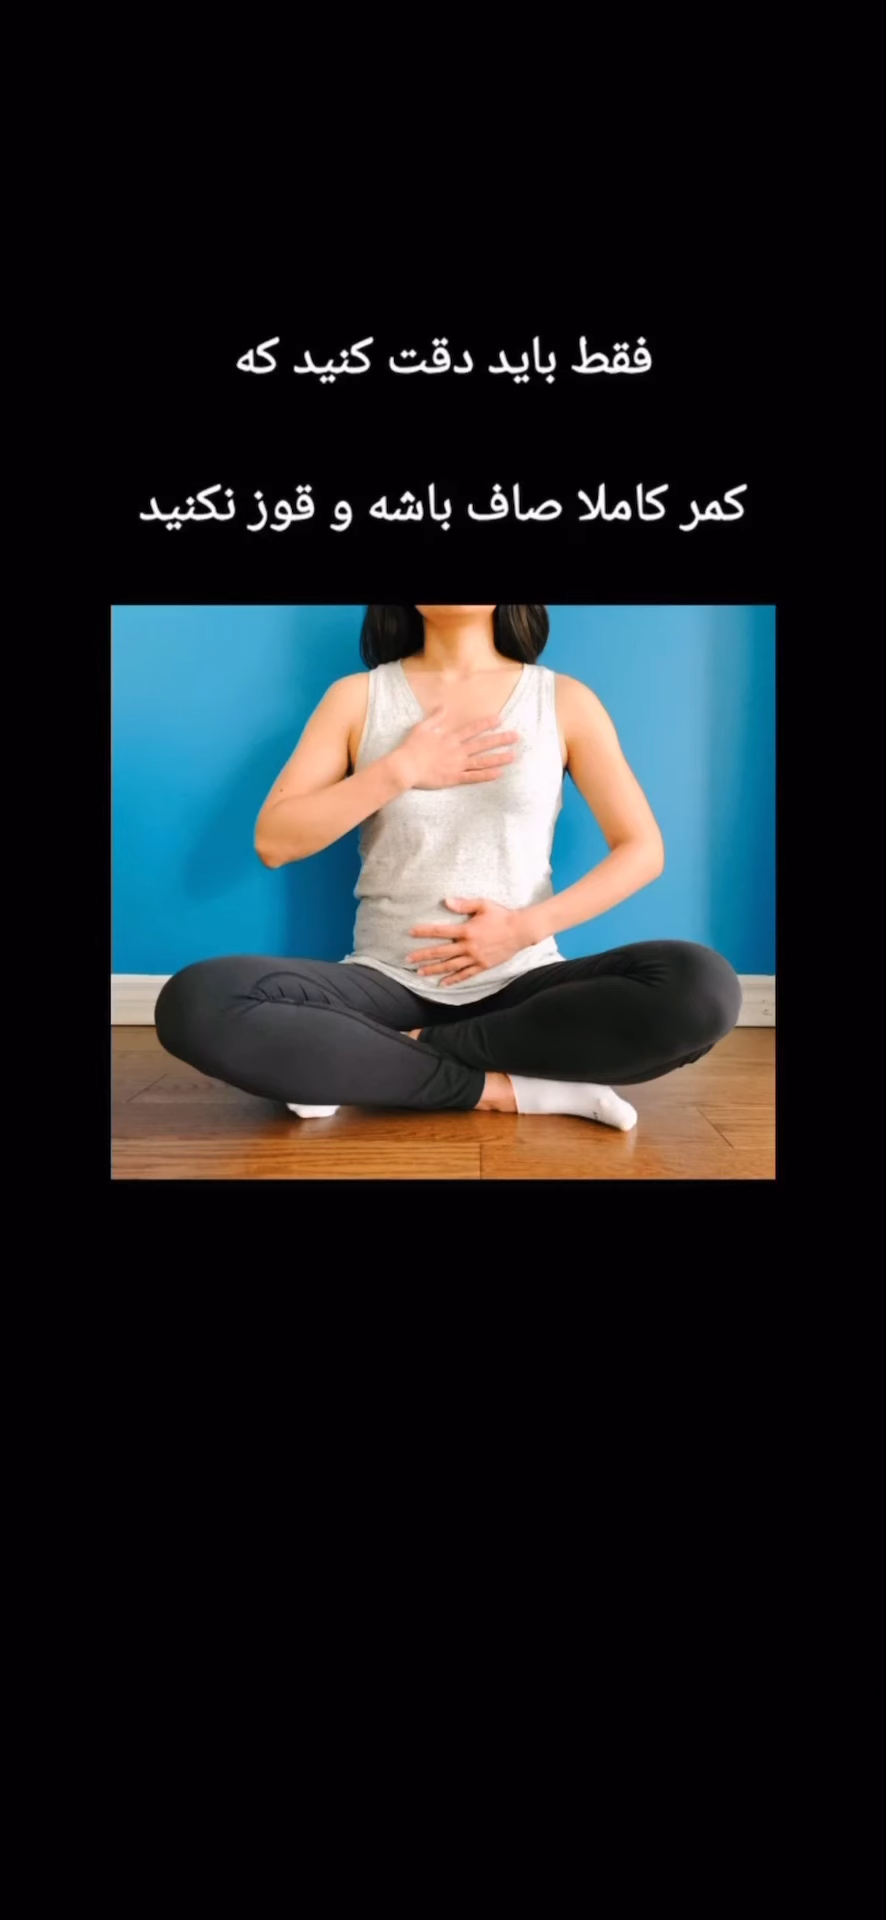 فقط باید دقت کنید که
کمر کاملا صاف باشه و قوز نکنید